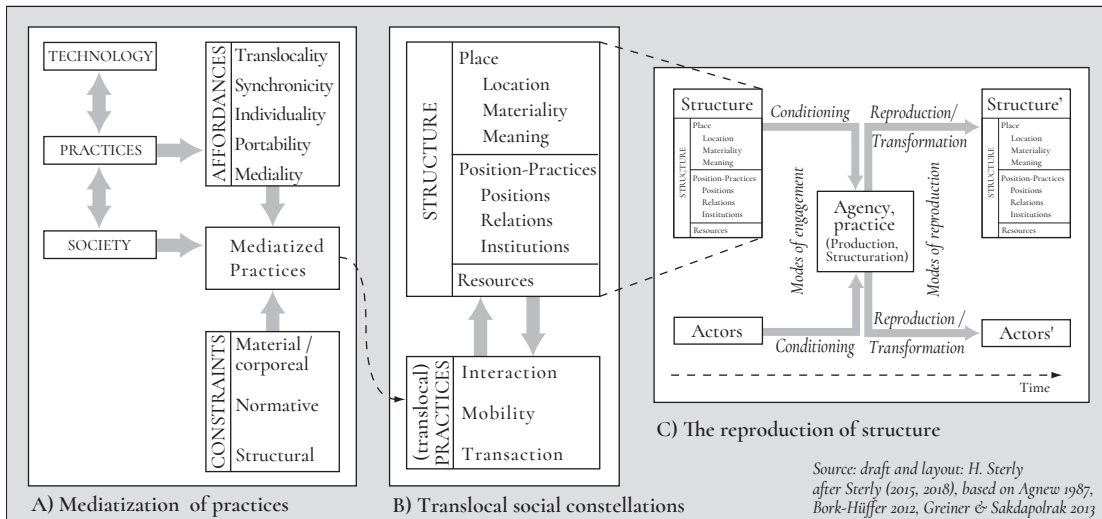 TECHNOLOGY
PRACTICES
SOCIETY
AFFORDANCES
Translocality
Synchronicity
Individuality
Portability
Mediality
Mediatized
Practices
CONSTRAINTS
Material /
corporeal
Normative
Structural
A) Mediatization of practices
STRUCTURE
Place
Location
Materiality
Meaning
Position-Practices
Positions
Relations
Institutions
Resources
(translocal)
PRACTICES
Interaction
Mobility
Transaction
B) Translocal social constellations
Structure
STRUCTURE
Place
Location
Materiality
Meaning
Position-Practices
Positions
Relations
Institutions
Resources
Conditioning
Reproduction/
Transformation
Modes of engagement
Agency,
practice
(Production,
Structuration)
Modes of reproduction
Structure'
STRUCTURE
Place
Location
Materiality
Meaning
Position-Practices
Positions
Relations
Institutions
Resources
Actors
Conditioning
Reproduction /
Transformation
Actors'
Time
C) The reproduction of structure
Source: draft and layout: H. Sterly
after Sterly (2015, 2018), based on Agnew 1987,
Bork-Hüffer 2012, Greiner & Sakdapolrak 2013